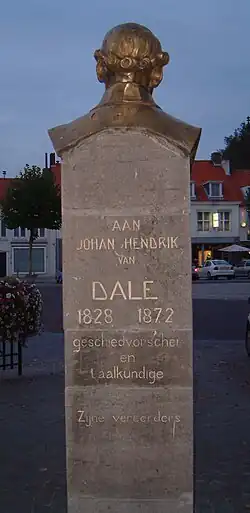 AAN
JOHAN HENDRIK
VAN
DALE
1828 1872
geschiedvorscher
en
taalkundige
Zijne vereerders